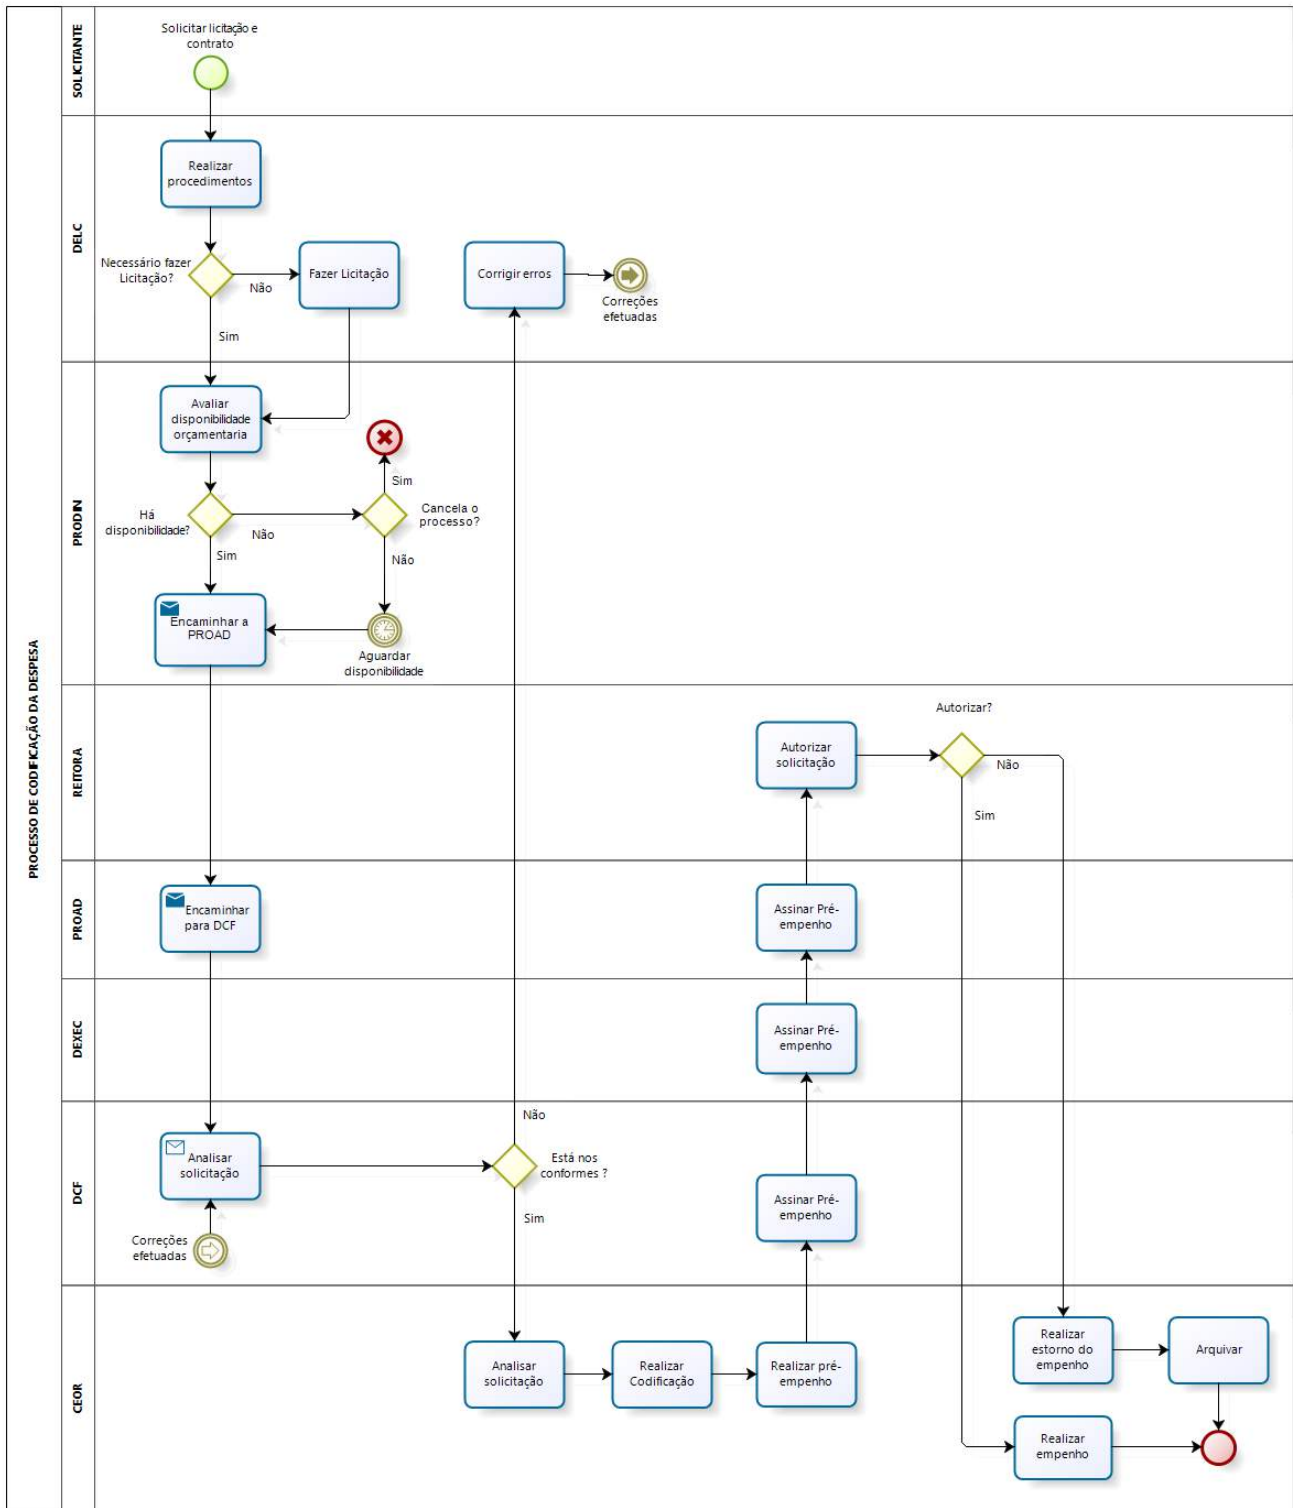 PROCESSO DE CODIFICAÇÃO DA DESPESA
SOLICITANTE
Solicitar licitação e
contrato
DELC
Realizar
procedimentos
Necessário fazer
Licitação?
Não
Sim
Fazer Licitação
Corrigir erros
Correções
efetuadas
PRODIN
Avaliar
disponibilidade
orçamentaria
Há
disponibilidade?
Não
Sim
Sim
Cancela o
processo?
Não
Encaminhar a
PROAD
Aguardar
disponibilidade
REITORA
Autorizar
solicitação
Autorizar?
Não
Sim
PROAD
Encaminhar
para DCF
Assinar Pré-
empenho
DEXEC
Assinar Pré-
empenho
DCF
Analisar
solicitação
Correções
efetuadas
Não
Está nos
conformes ?
Sim
Assinar Pré-
empenho
CEOR
Analisar
solicitação
Realizar
Codificação
Realizar pré-
empenho
Realizar
estorno do
empenho
Arquivar
Realizar
empenho